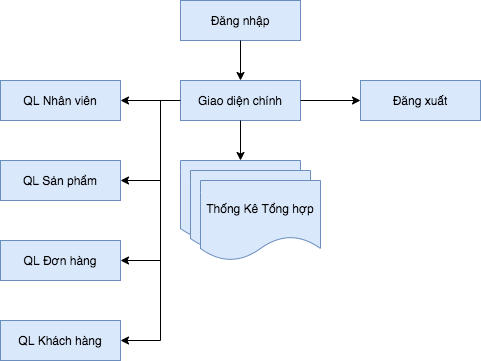 Đăng nhập
QL Nhân viên
Giao diện chính
Đăng xuất
QL Sản phẩm
Thống Kê Tổng hợp
QL Đơn hàng
QL Khách hàng